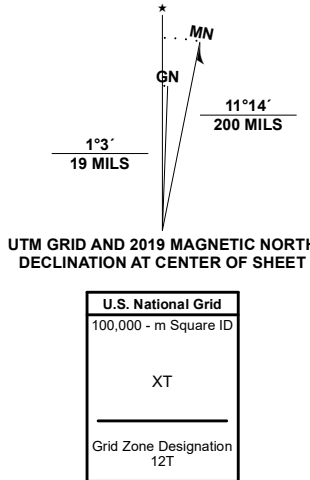 ★
MN
GN
11°14´
200 MILS
1°3´
19 MILS
UTM GRID AND 2019 MAGNETIC NORTH
DECLINATION AT CENTER OF SHEET
U.S. National Grid
100,000 - m Square ID
XT
Grid Zone Designation
12T